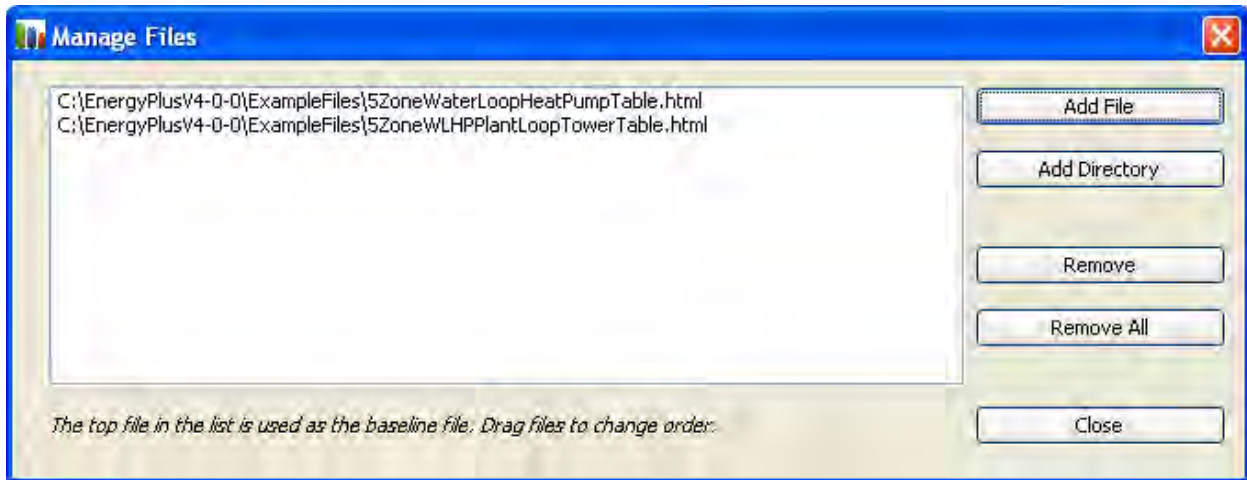 Manage Files
C:\EnergyPlusV4-0-0\ExampleFiles\5ZoneWaterLoopHeatPumpTable.html
C:\EnergyPlusV4-0-0\ExampleFiles\5ZoneWLHPPlantLoopTowerTable.html
Add File
Add Directory
Remove
Remove All
The top file in the list is used as the baseline file. Drag files to change order.
Close